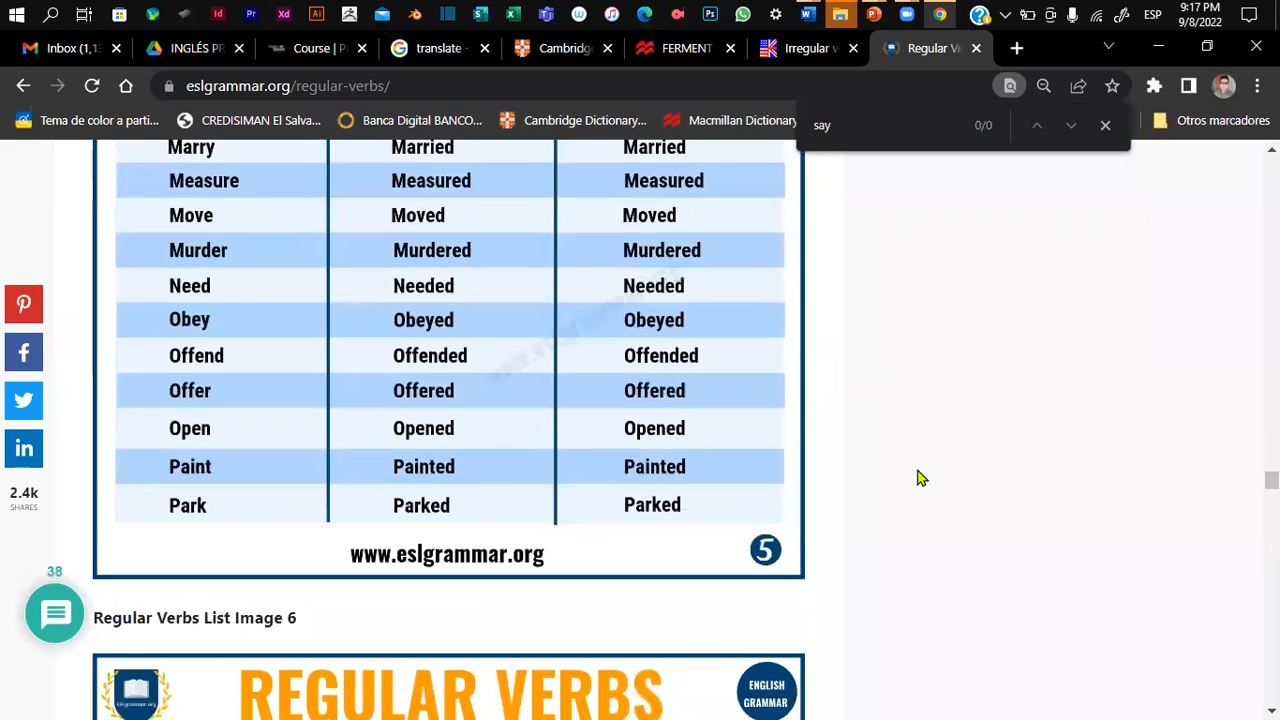 ESP
9:17 PM
9/8/2022
Inbox (1,1
INGLÉS PR
Course | P
translate -
Cambridg
FERMENT
Irregular v
Regular Ve
eslgrammar.org/regular-verbs/
Tema de color a parti...
CREDISIMAN El Salva...
Banca Digital BANCO...
Cambridge Dictionary...
Macmillan Dictionary
Otros marcadores
say 0/0
Marry Married Married
Measure Measured Measured
Move Moved Moved
Murder Murdered Murdered
Need Needed Needed
Obey Obeyed Obeyed
Offend Offended Offended
Offer Offered Offered
Open Opened Opened
Paint Painted Painted
Park Parked Parked
www.eslgrammar.org 5
2.4k
SHARES
38
Regular Verbs List Image 6
REGULAR VERBS
ENGLISH
GRAMMAR